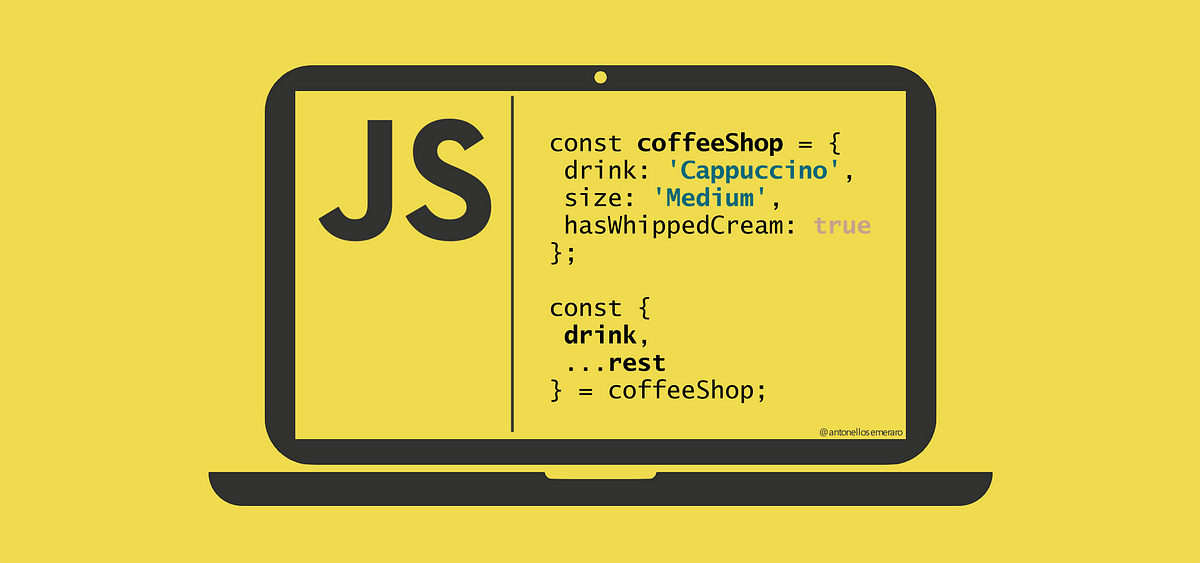 JS
const coffeeShop = {
 drink: 'Cappuccino',
 size: 'Medium',
 hasWhippedCream: true
};

const {
 drink,
 ...rest
} = coffeeShop;
@antonellosemeraro